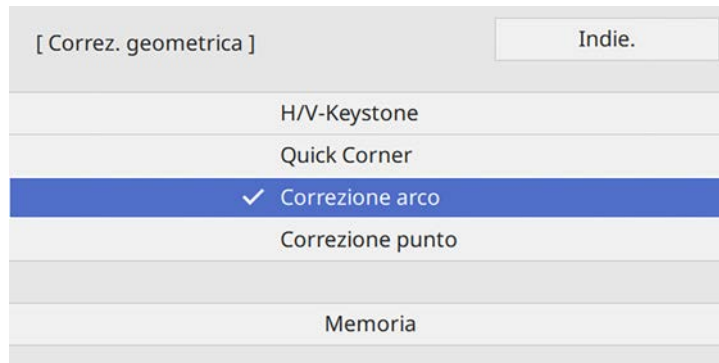 [ Correz. geometrica ] Indie.
H/V-Keystone
Quick Corner
Correzione arco
Correzione punto
Memoria